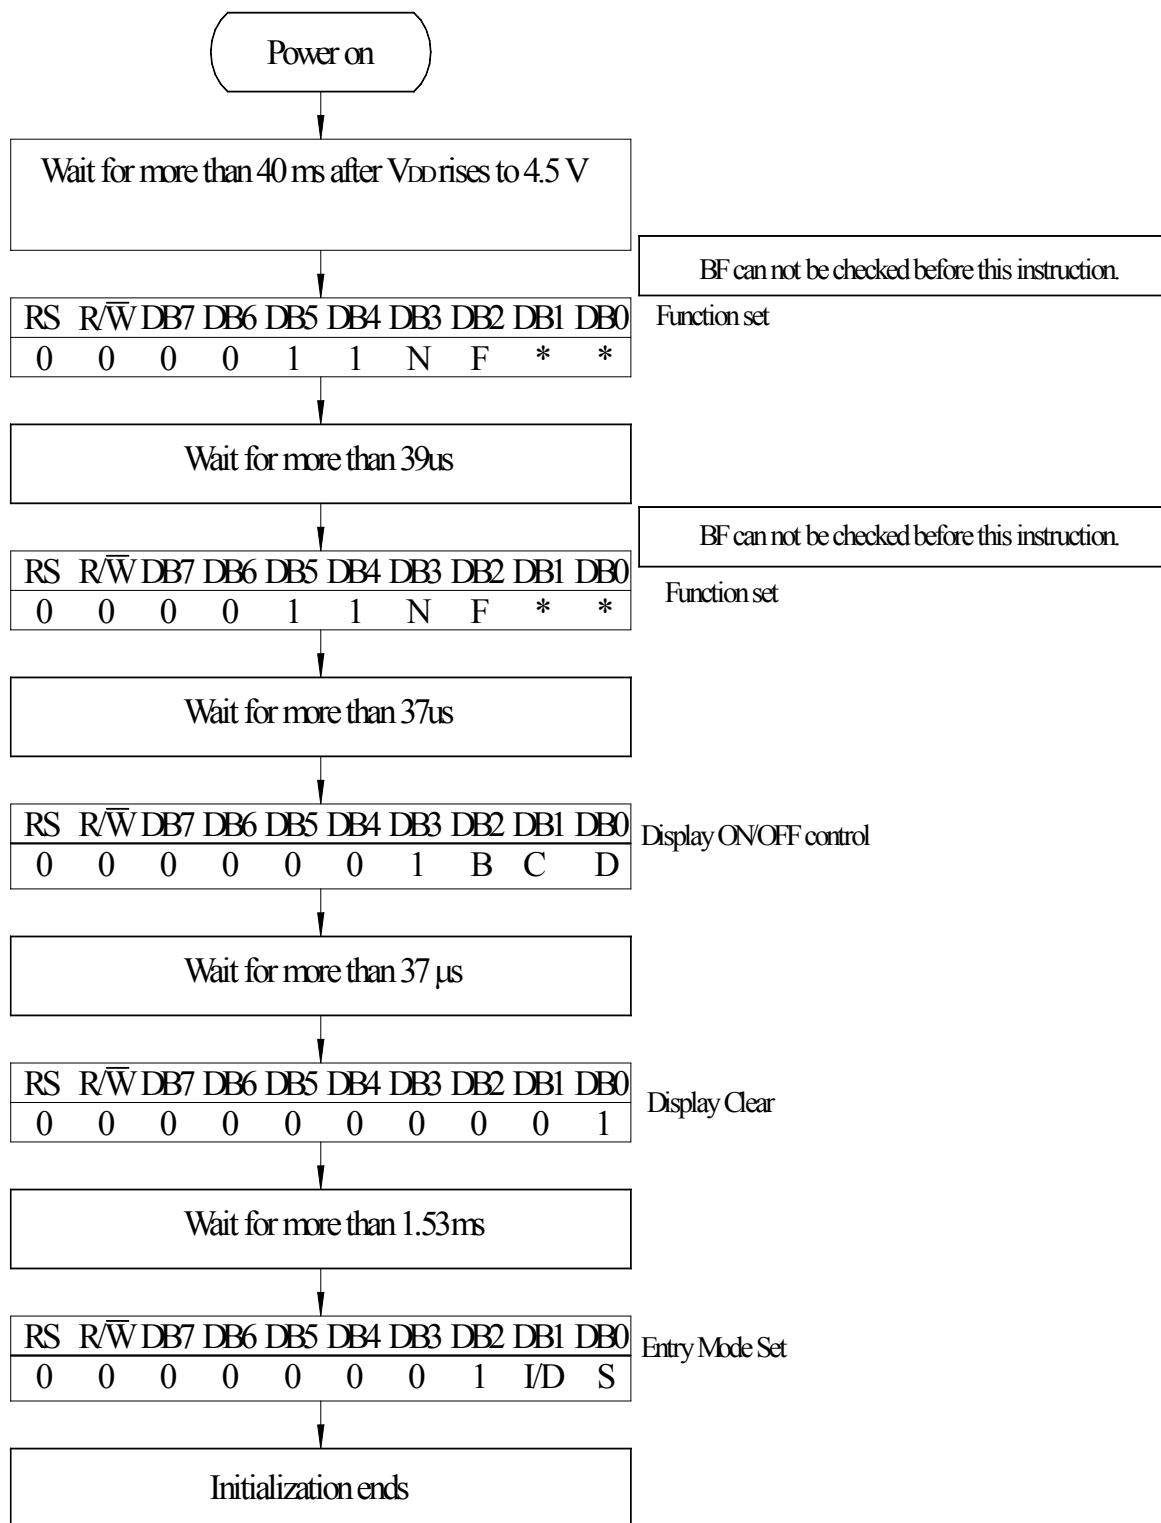 Power on
Wait for more than 40 ms after VDD rises to 4.5 V
BF can not be checked before this instruction.
RS R/W̅ DB7 DB6 DB5 DB4 DB3 DB2 DB1 DB0
Function set
0 0 0 0 1 1 N F * *
Wait for more than 39us
BF can not be checked before this instruction.
RS R/W̅ DB7 DB6 DB5 DB4 DB3 DB2 DB1 DB0
Function set
0 0 0 0 1 1 N F * *
Wait for more than 37us
RS R/W̅ DB7 DB6 DB5 DB4 DB3 DB2 DB1 DB0
Display ON/OFF control
0 0 0 0 0 0 1 B C D
Wait for more than 37 µs
RS R/W̅ DB7 DB6 DB5 DB4 DB3 DB2 DB1 DB0
Display Clear
0 0 0 0 0 0 0 0 0 1
Wait for more than 1.53ms
RS R/W̅ DB7 DB6 DB5 DB4 DB3 DB2 DB1 DB0
Entry Mode Set
0 0 0 0 0 0 0 1 I/D S
Initialization ends